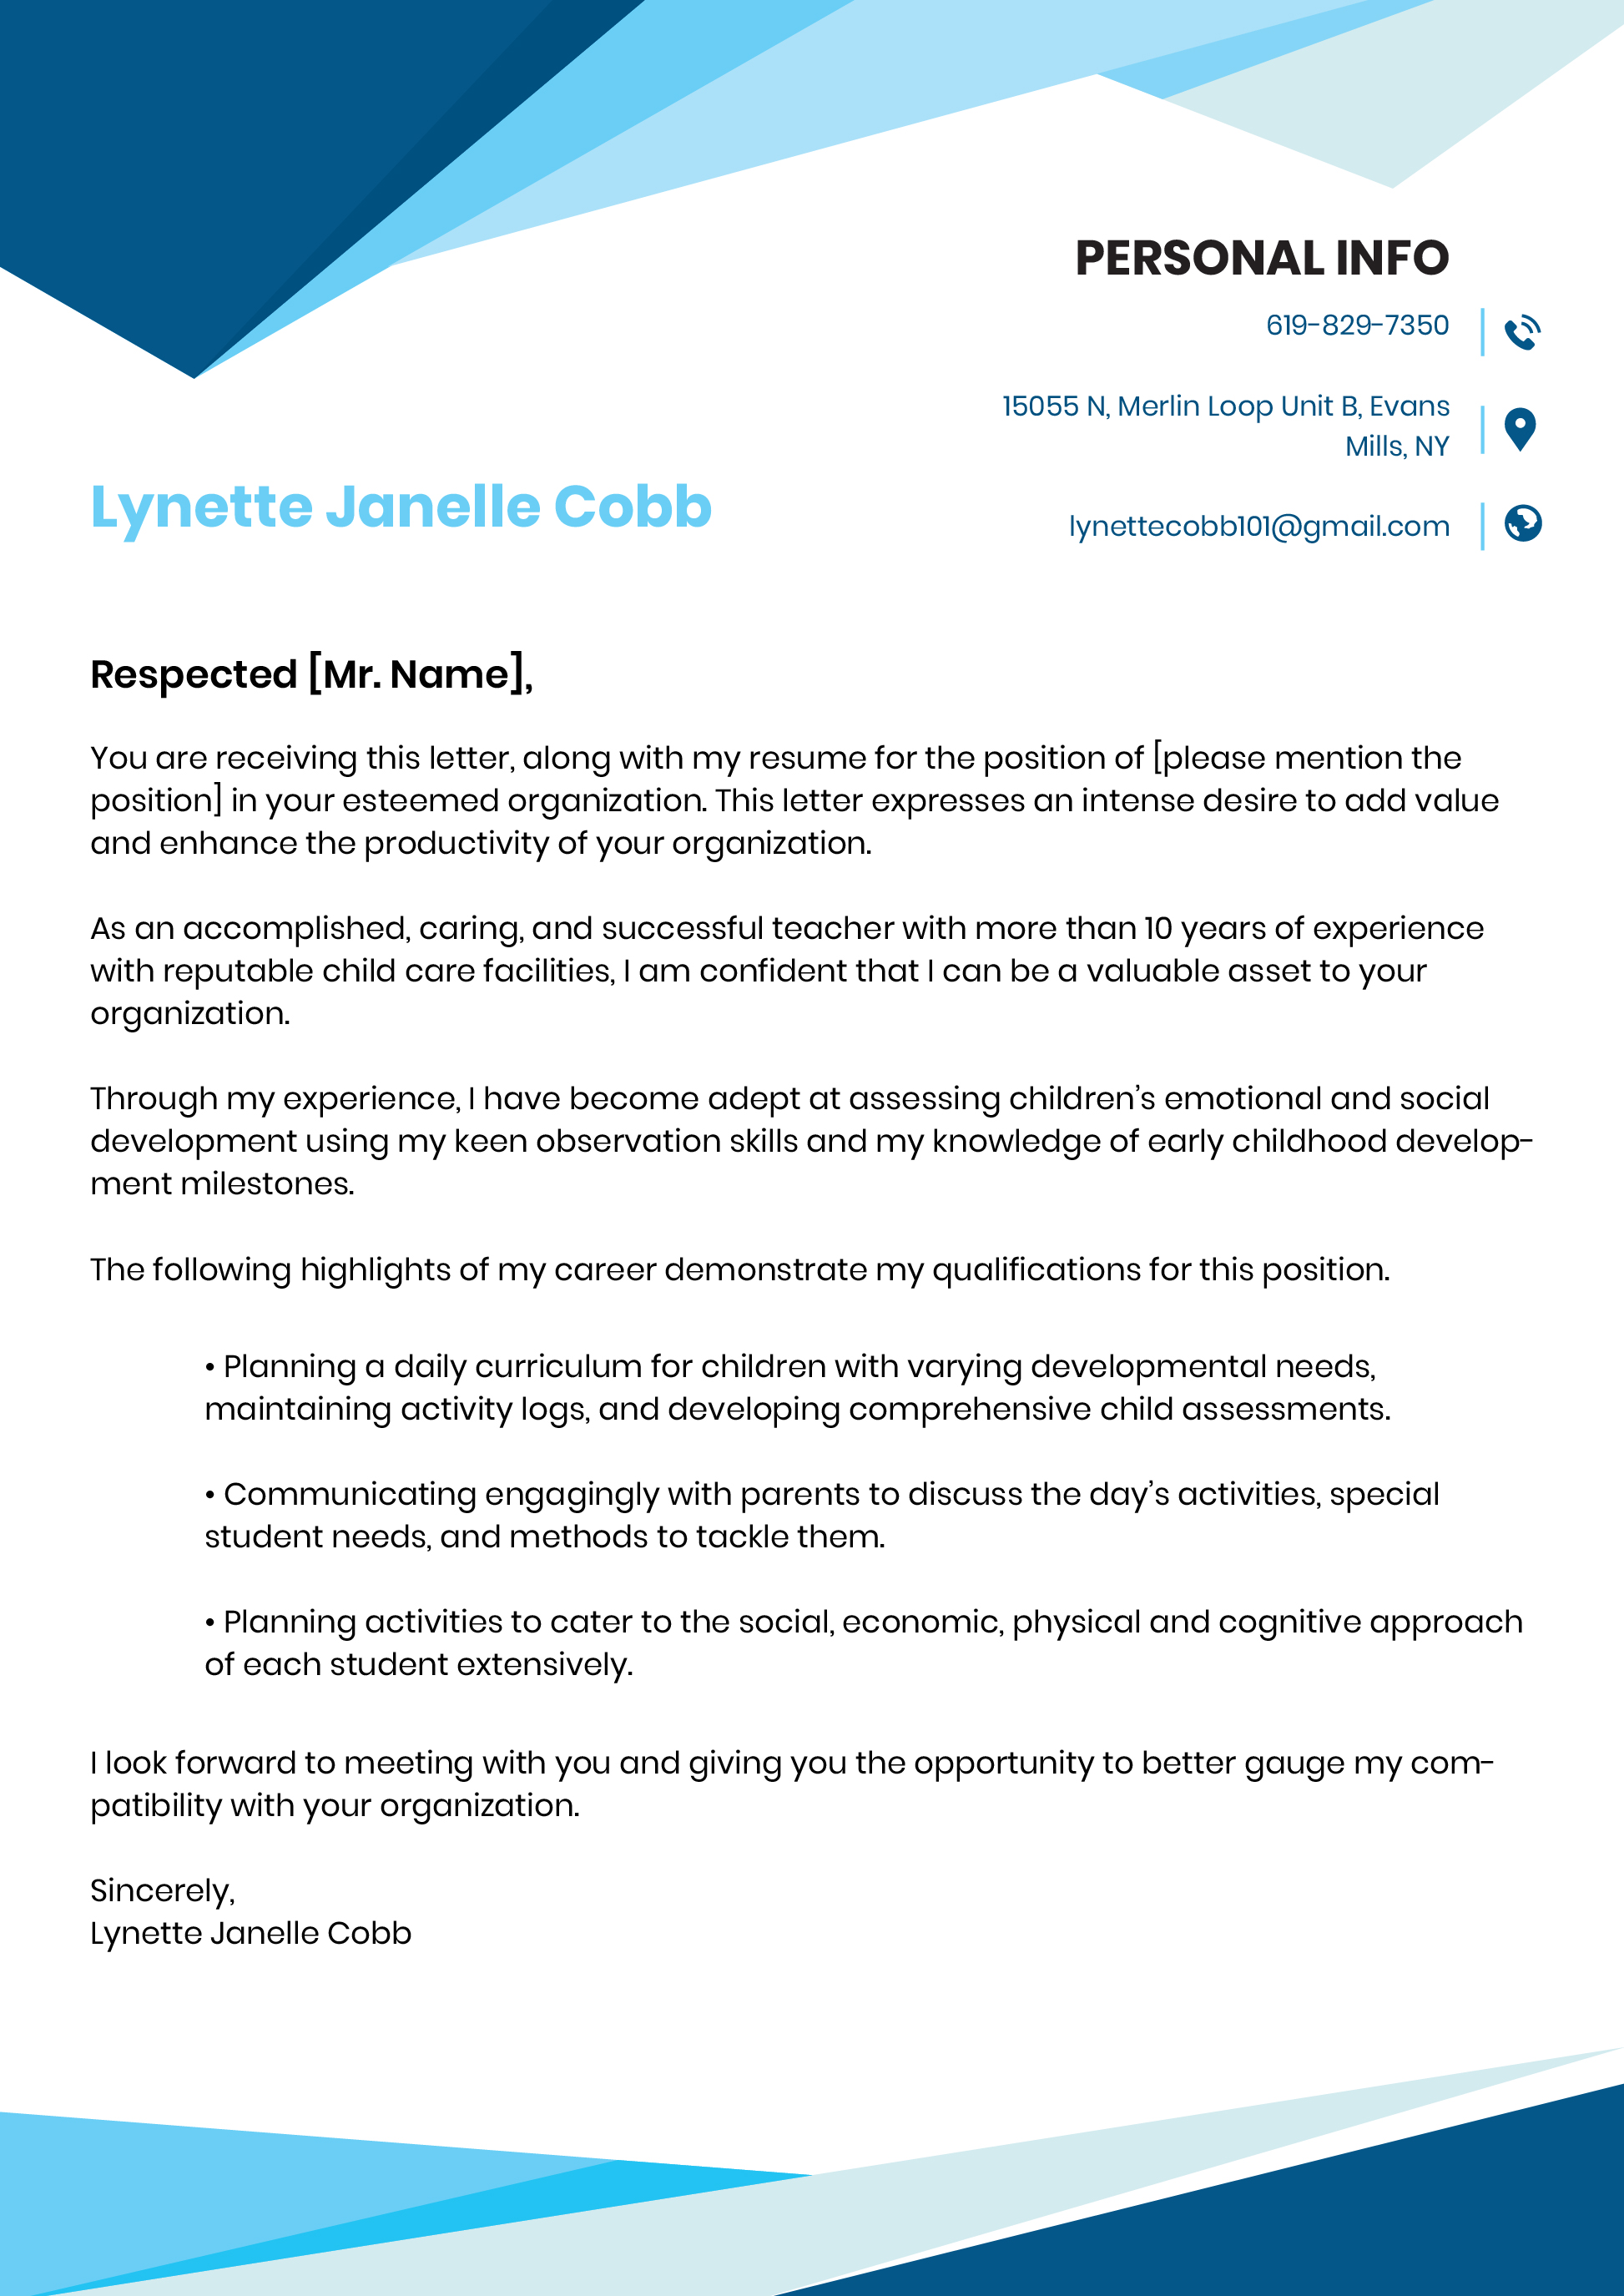 PERSONAL INFO
619-829-7350
15055 N, Merlin Loop Unit B, Evans
Mills, NY
Lynette Janelle Cobb
lynettecobb101@gmail.com
Respected [Mr. Name],
You are receiving this letter, along with my resume for the position of [please mention the
position] in your esteemed organization. This letter expresses an intense desire to add value
and enhance the productivity of your organization.
As an accomplished, caring, and successful teacher with more than 10 years of experience
with reputable child care facilities, I am confident that I can be a valuable asset to your
organization.
Through my experience, I have become adept at assessing children’s emotional and social
development using my keen observation skills and my knowledge of early childhood develop-
ment milestones.
The following highlights of my career demonstrate my qualifications for this position.
• Planning a daily curriculum for children with varying developmental needs,
maintaining activity logs, and developing comprehensive child assessments.
• Communicating engagingly with parents to discuss the day’s activities, special
student needs, and methods to tackle them.
• Planning activities to cater to the social, economic, physical and cognitive approach
of each student extensively.
I look forward to meeting with you and giving you the opportunity to better gauge my com-
patibility with your organization.
Sincerely,
Lynette Janelle Cobb